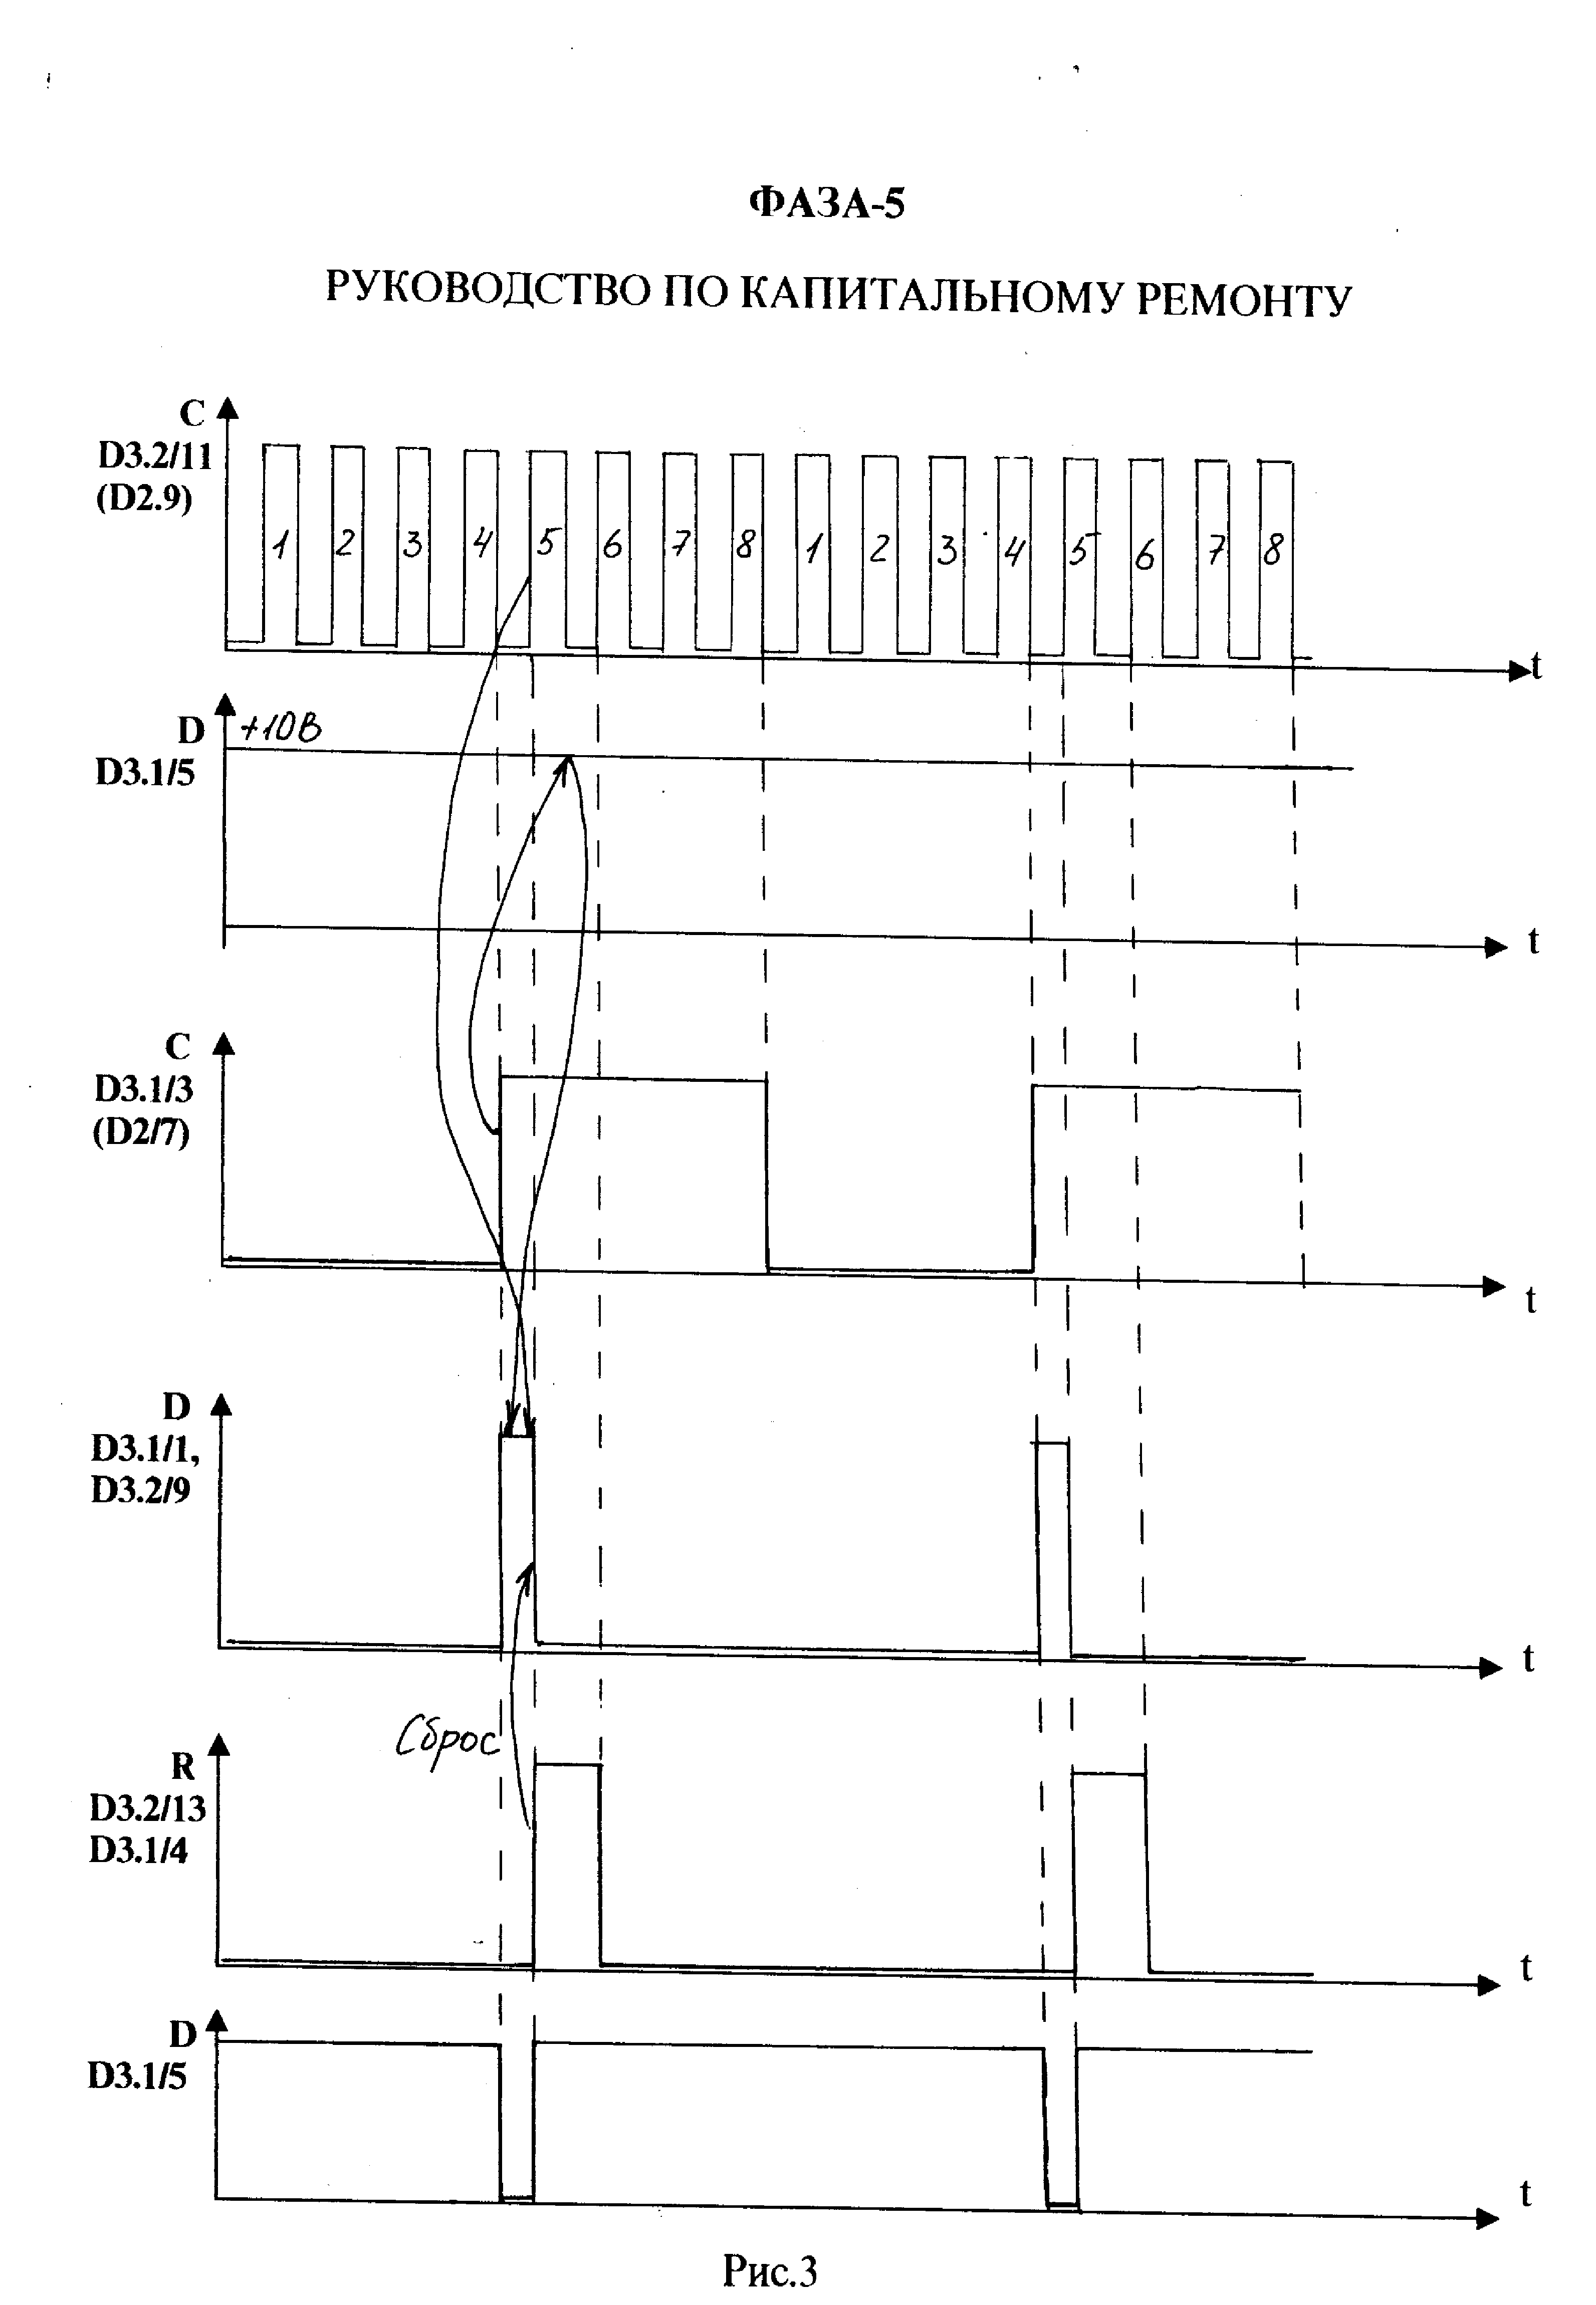 ФАЗА-5
РУКОВОДСТВО ПО КАПИТАЛЬНОМУ РЕМОНТУ
C
D3.2/11
(D2.9)
1 2 3 4 5 6 7 8 1 2 3 4 5 6 7 8
t
D +10В
D3.1/5
t
C
D3.1/3
(D2/7)
t
D
D3.1/1,
D3.2/9
t
Сброс
R
D3.2/13
D3.1/4
t
D
D3.1/5
t
Рис.3